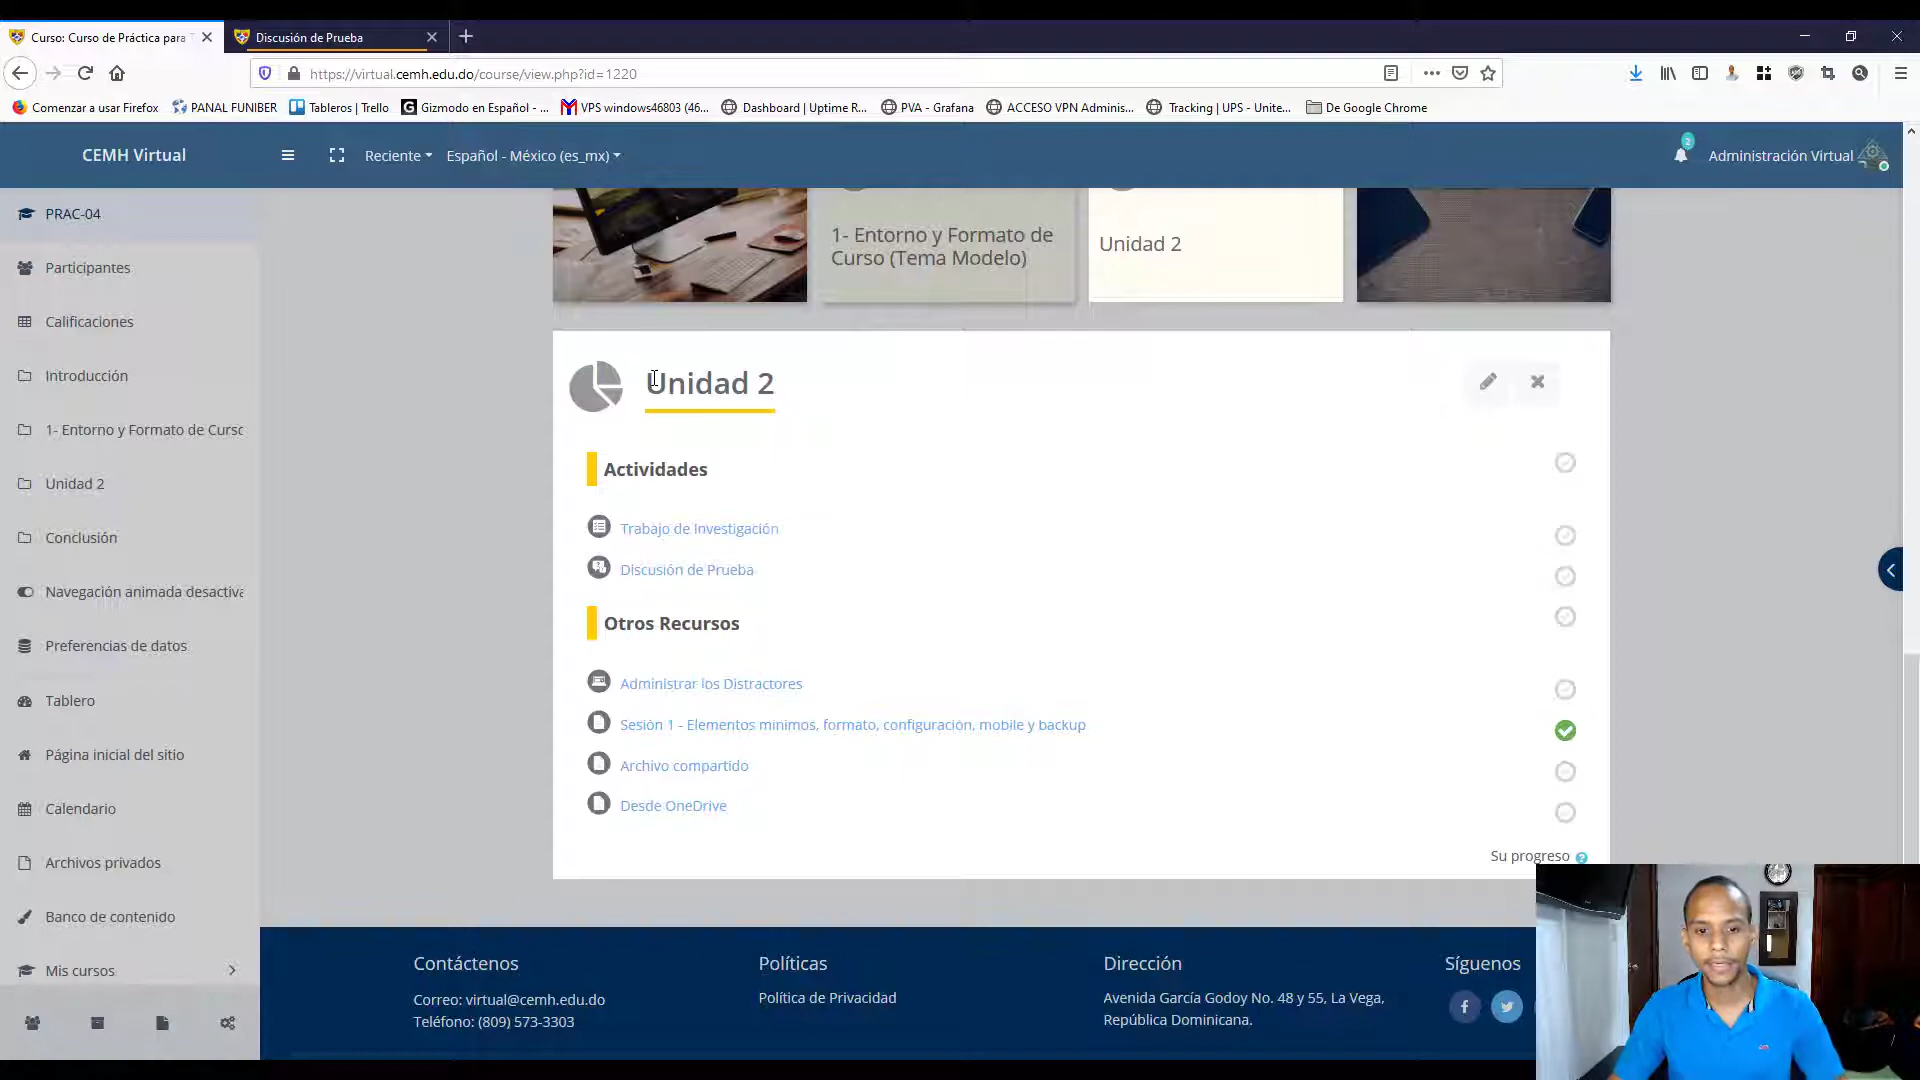 Curso: Curso de Práctica para T
Discusión de Prueba
https://virtual.cemh.edu.do/course/view.php?id=1220
Comenzar a usar Firefox
PANAL FUNIBER
Tableros | Trello
Gizmodo en Español - ...
VPS windows46803 (46...
Dashboard | Uptime R...
PVA - Grafana
ACCESO VPN Adminis...
Tracking | UPS - Unite...
De Google Chrome
CEMH Virtual
Reciente
Español - México (es_mx)
2
Administración Virtual
PRAC-04
Participantes
Calificaciones
Introducción
1- Entorno y Formato de Curso
Unidad 2
Conclusión
Navegación animada desactiva
Preferencias de datos
Tablero
Página inicial del sitio
Calendario
Archivos privados
Banco de contenido
Mis cursos
1- Entorno y Formato de
Curso (Tema Modelo)
Unidad 2
Unidad 2
Actividades
Trabajo de Investigación
Discusión de Prueba
Otros Recursos
Administrar los Distractores
Sesión 1 - Elementos minimos, formato, configuración, mobile y backup
Archivo compartido
Desde OneDrive
Su progreso
Contáctenos
Correo: virtual@cemh.edu.do
Teléfono: (809) 573-3303
Políticas
Política de Privacidad
Dirección
Avenida García Godoy No. 48 y 55, La Vega,
República Dominicana.
Síguenos